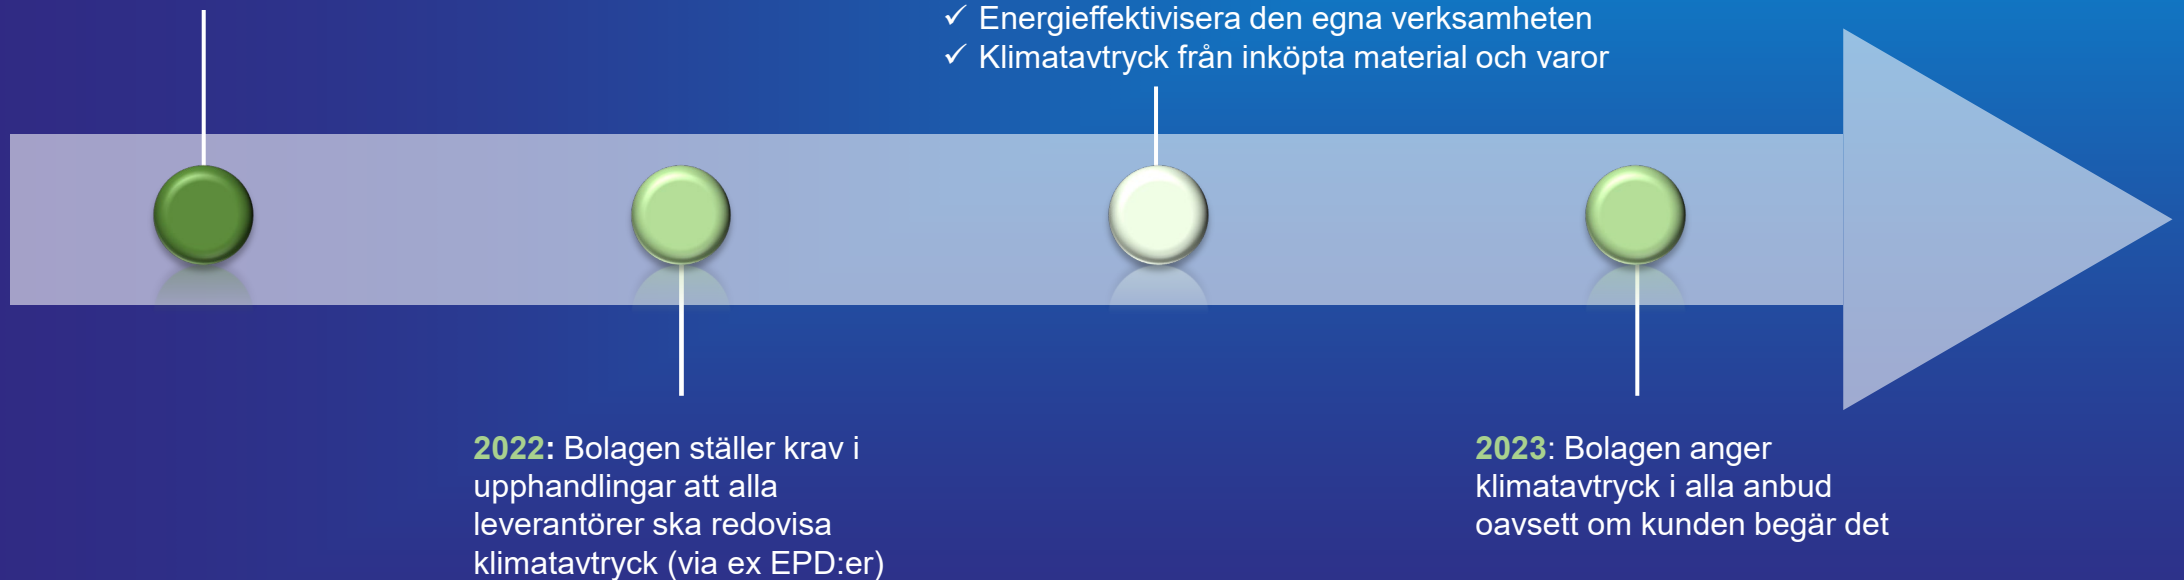 ✓ Energieffektivisera den egna verksamheten
✓ Klimatavtryck från inköpta material och varor
2022: Bolagen ställer krav i
upphandlingar att alla
leverantörer ska redovisa
klimatavtryck (via ex EPD:er)
2023: Bolagen anger
klimatavtryck i alla anbud
oavsett om kunden begär det